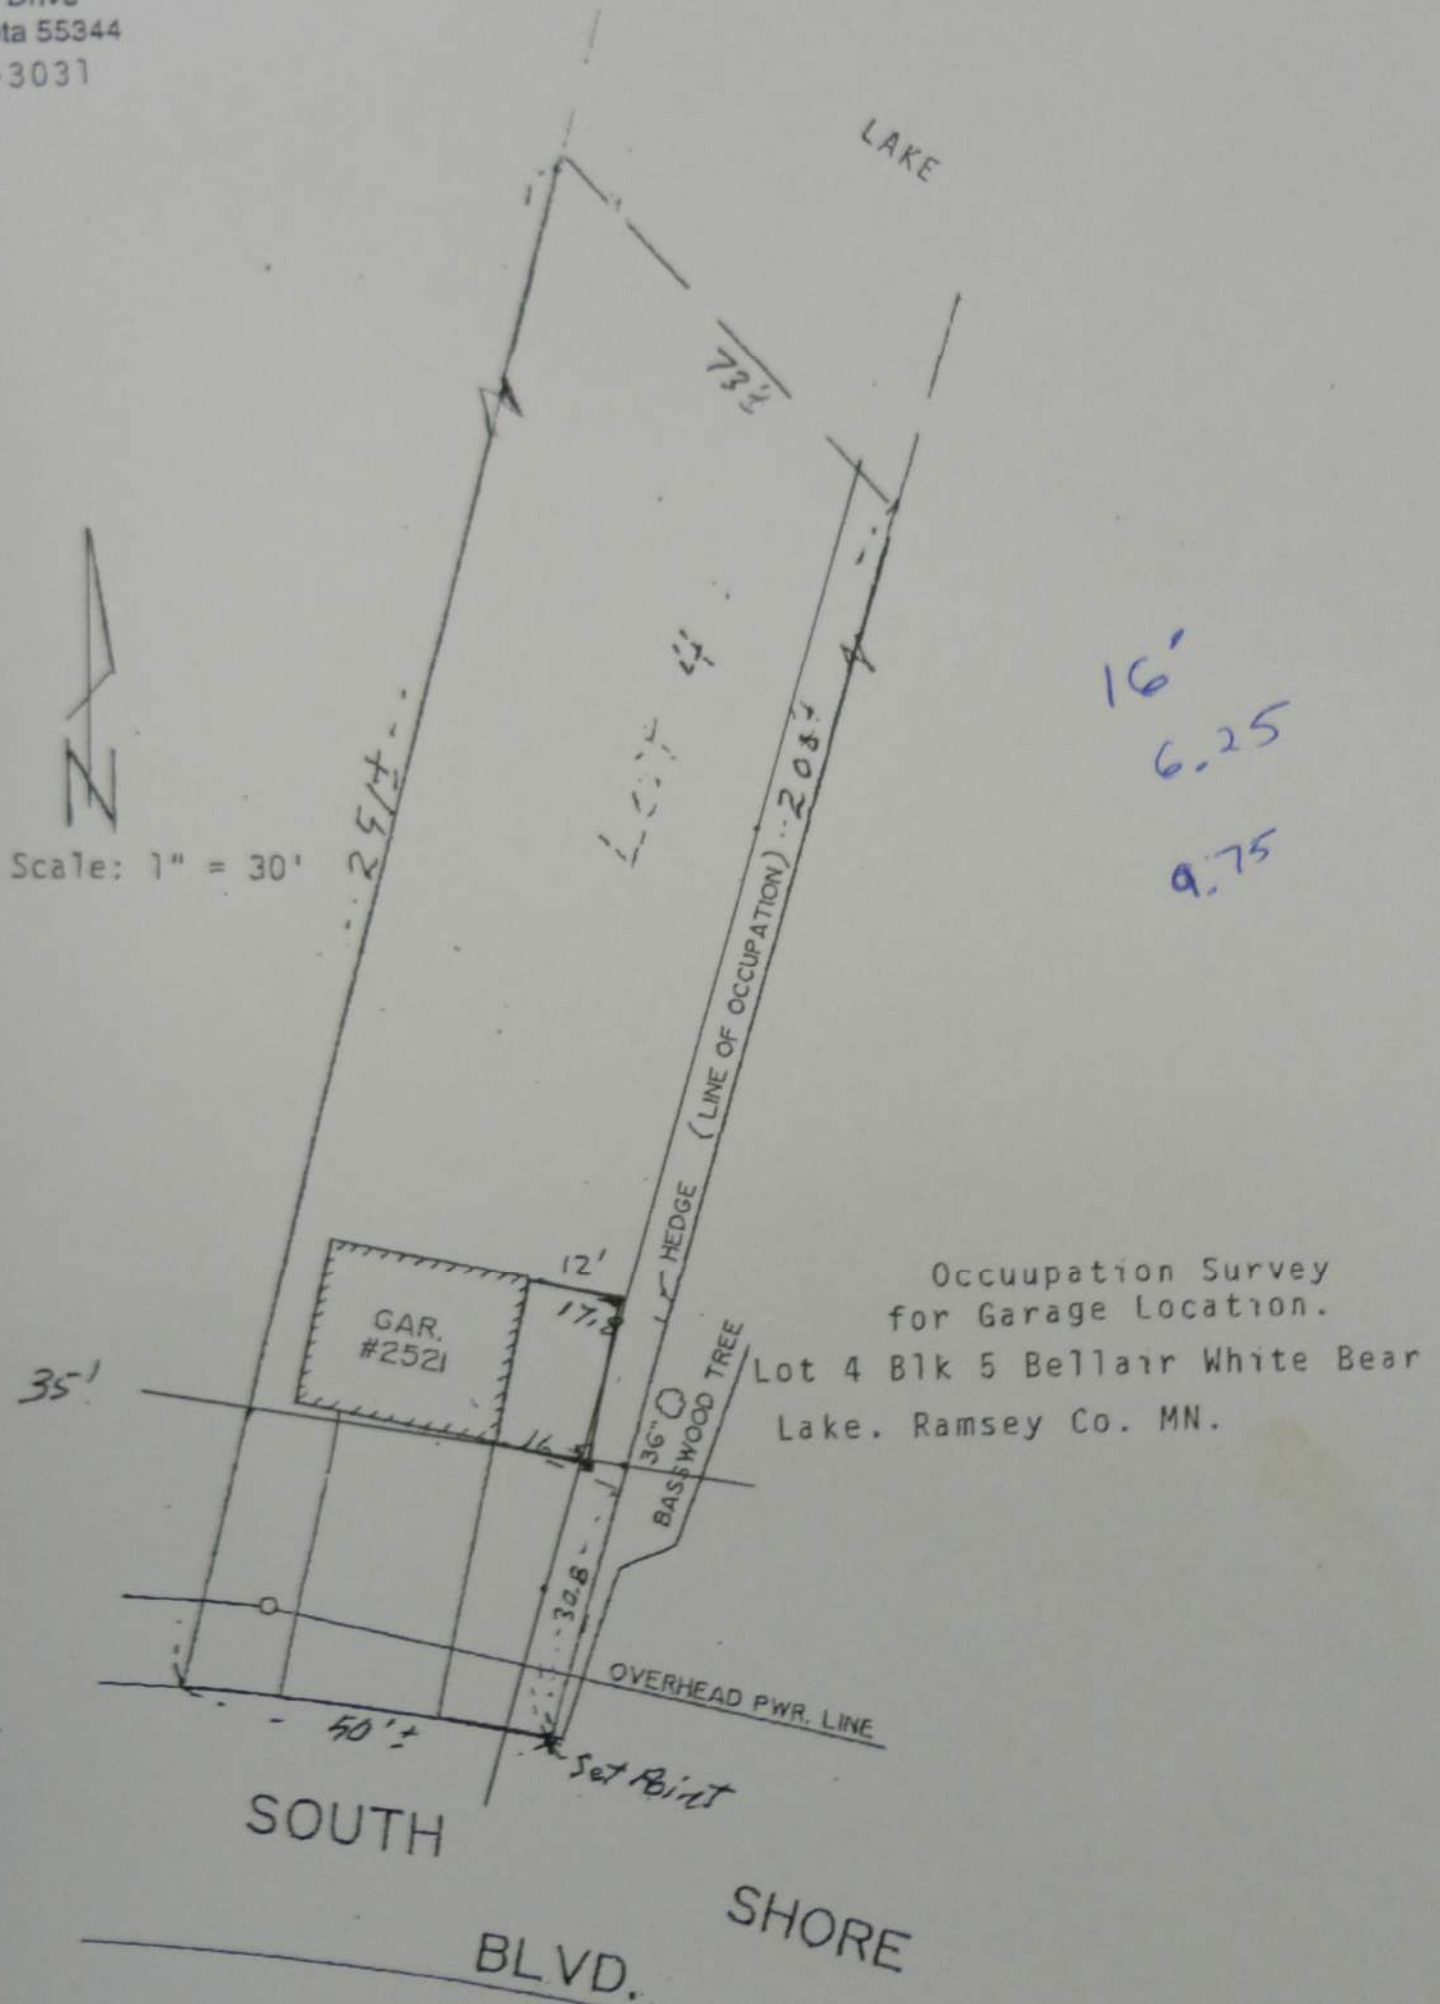 Drive
ta 55344
-3031
LAKE
73'±
LOT 4
16'
6.25
9.75
N
Scale: 1" = 30'
HEDGE (LINE OF OCCUPATION) 208'±
12'
17.8
GAR.
#2521
35'
16
36"
BASSWOOD TREE
Occuupation Survey
for Garage Location.
Lot 4 Blk 5 Bellair White Bear
Lake. Ramsey Co. MN.
30.8
OVERHEAD PWR. LINE
50'±
Set Point
SOUTH
SHORE
BLVD.